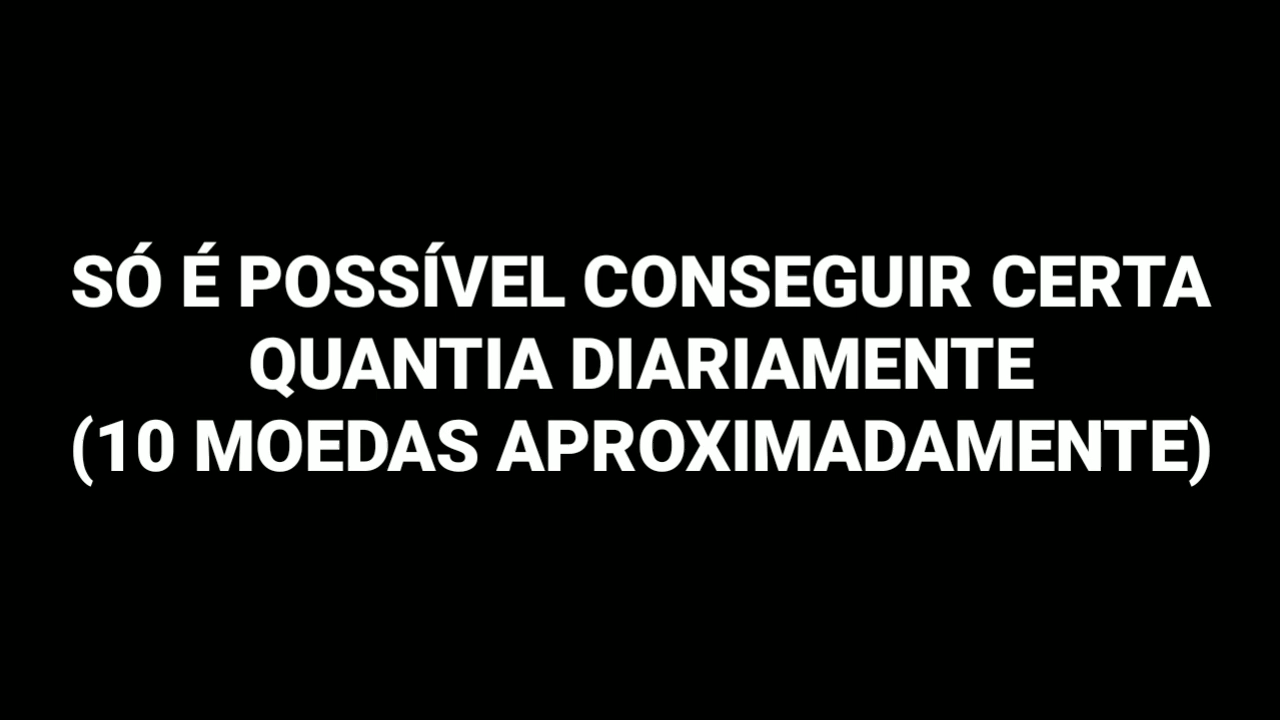 SÓ É POSSÍVEL CONSEGUIR CERTA
QUANTIA DIARIAMENTE
(10 MOEDAS APROXIMADAMENTE)